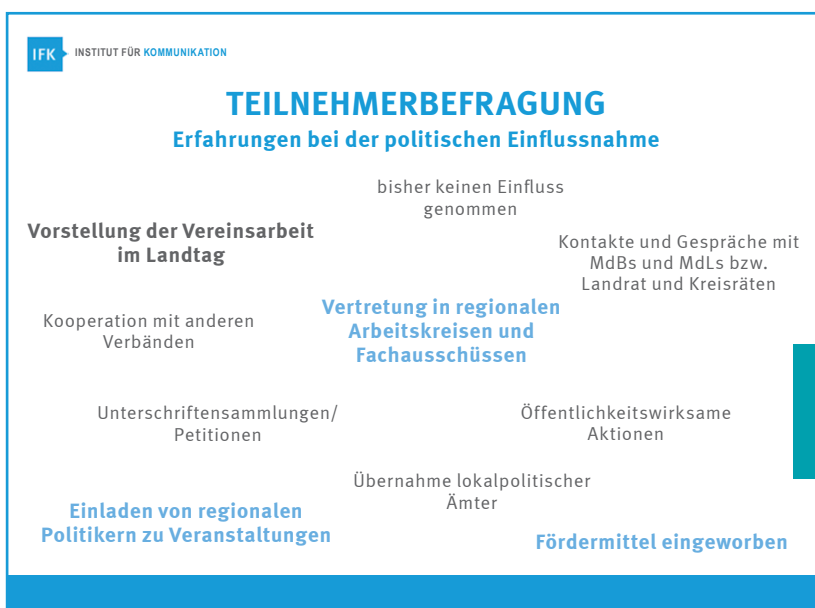 IFK
INSTITUT FÜR KOMMUNIKATION
TEILNEHMERBEFRAGUNG
Erfahrungen bei der politischen Einflussnahme
bisher keinen Einfluss
genommen
Vorstellung der Vereinsarbeit
im Landtag
Kontakte und Gespräche mit
MdBs und MdLs bzw.
Landrat und Kreisräten
Kooperation mit anderen
Verbänden
Vertretung in regionalen
Arbeitskreisen und
Fachausschüssen
Unterschriftensammlungen/
Petitionen
Öffentlichkeitswirksame
Aktionen
Übernahme lokalpolitischer
Ämter
Einladen von regionalen
Politikern zu Veranstaltungen
Fördermittel eingeworben